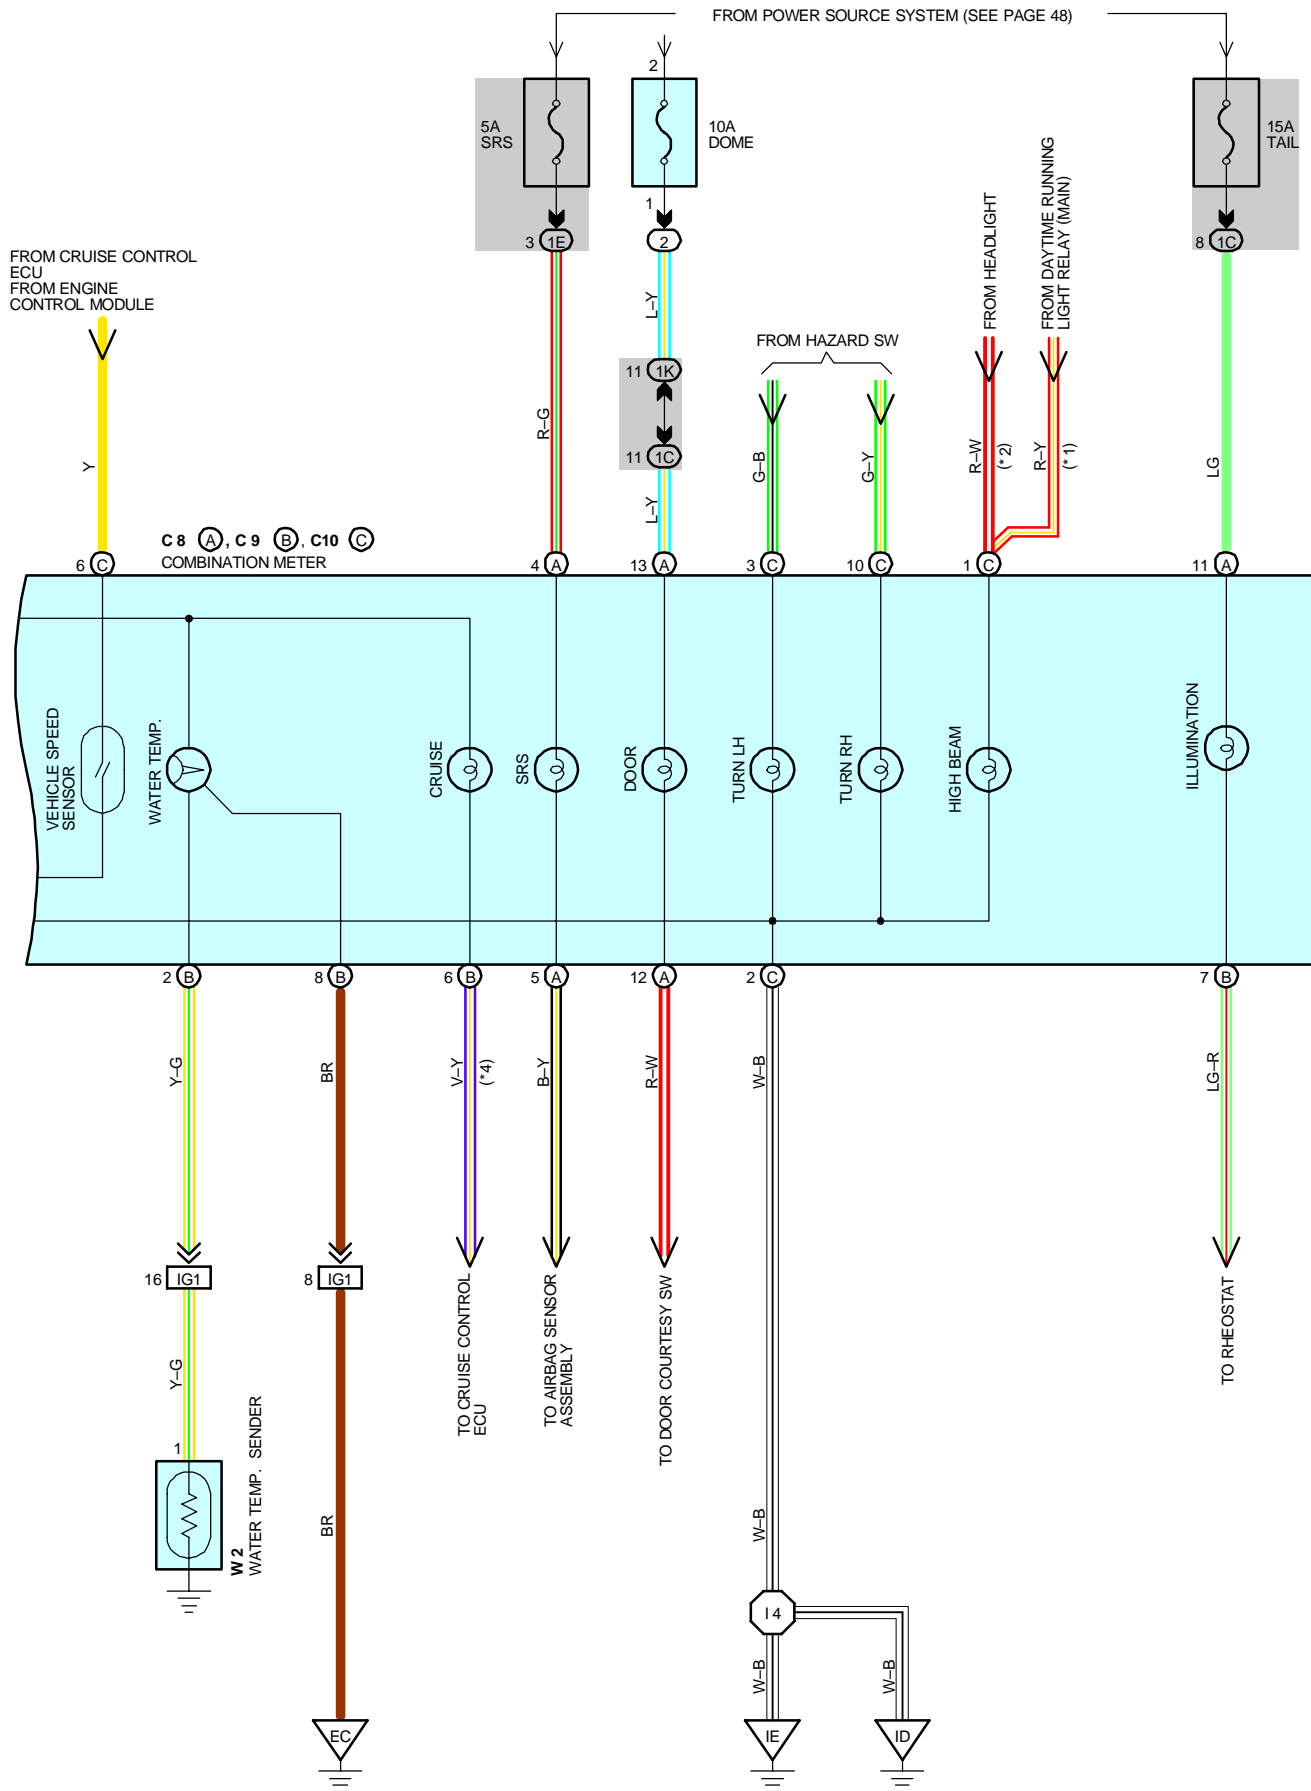 FROM POWER SOURCE SYSTEM (SEE PAGE 48)
2
5A
SRS
10A
DOME
15A
TAIL
1
3 1E
2
8 1C
FROM CRUISE CONTROL
ECU
FROM ENGINE
CONTROL MODULE
FROM HEADLIGHT
FROM DAYTIME RUNNING
LIGHT RELAY (MAIN)
L–Y
FROM HAZARD SW
11 1K
R–G
11 1C
Y
G–B
G–Y
R–W
(*2)
R–Y
(*1)
LG
L–Y
C 8 A , C 9 B , C10 C
COMBINATION METER
6 C
4 A
13 A
3 C
10 C
1 C
11 A
VEHICLE SPEED
SENSOR
WATER TEMP.
CRUISE
SRS
DOOR
TURN LH
TURN RH
HIGH BEAM
ILLUMINATION
2 B
8 B
6 B
5 A
12 A
2 C
7 B
Y–G
BR
V–Y
(*4)
B–Y
R–W
W–B
LG–R
16 IG1
8 IG1
TO CRUISE CONTROL
ECU
TO AIRBAG SENSOR
ASSEMBLY
TO DOOR COURTESY SW
TO RHEOSTAT
Y–G
1
W 2
WATER TEMP. SENDER
BR
W–B
I 4
W–B
W–B
EC
IE
ID